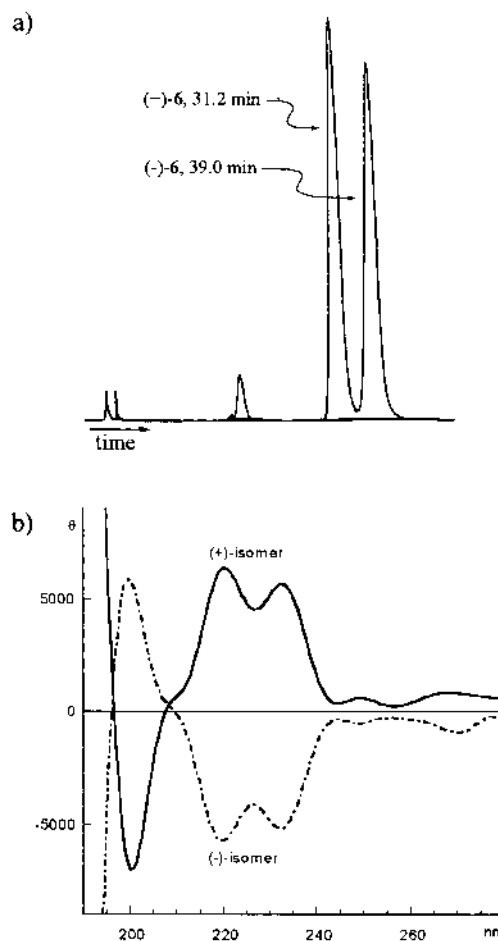 a)
(+)-6, 31.2 min
(-)-6, 39.0 min
time
b)
θ
(+)-isomer
5000
0
-5000
(-)-isomer
200 220 240 260 nm